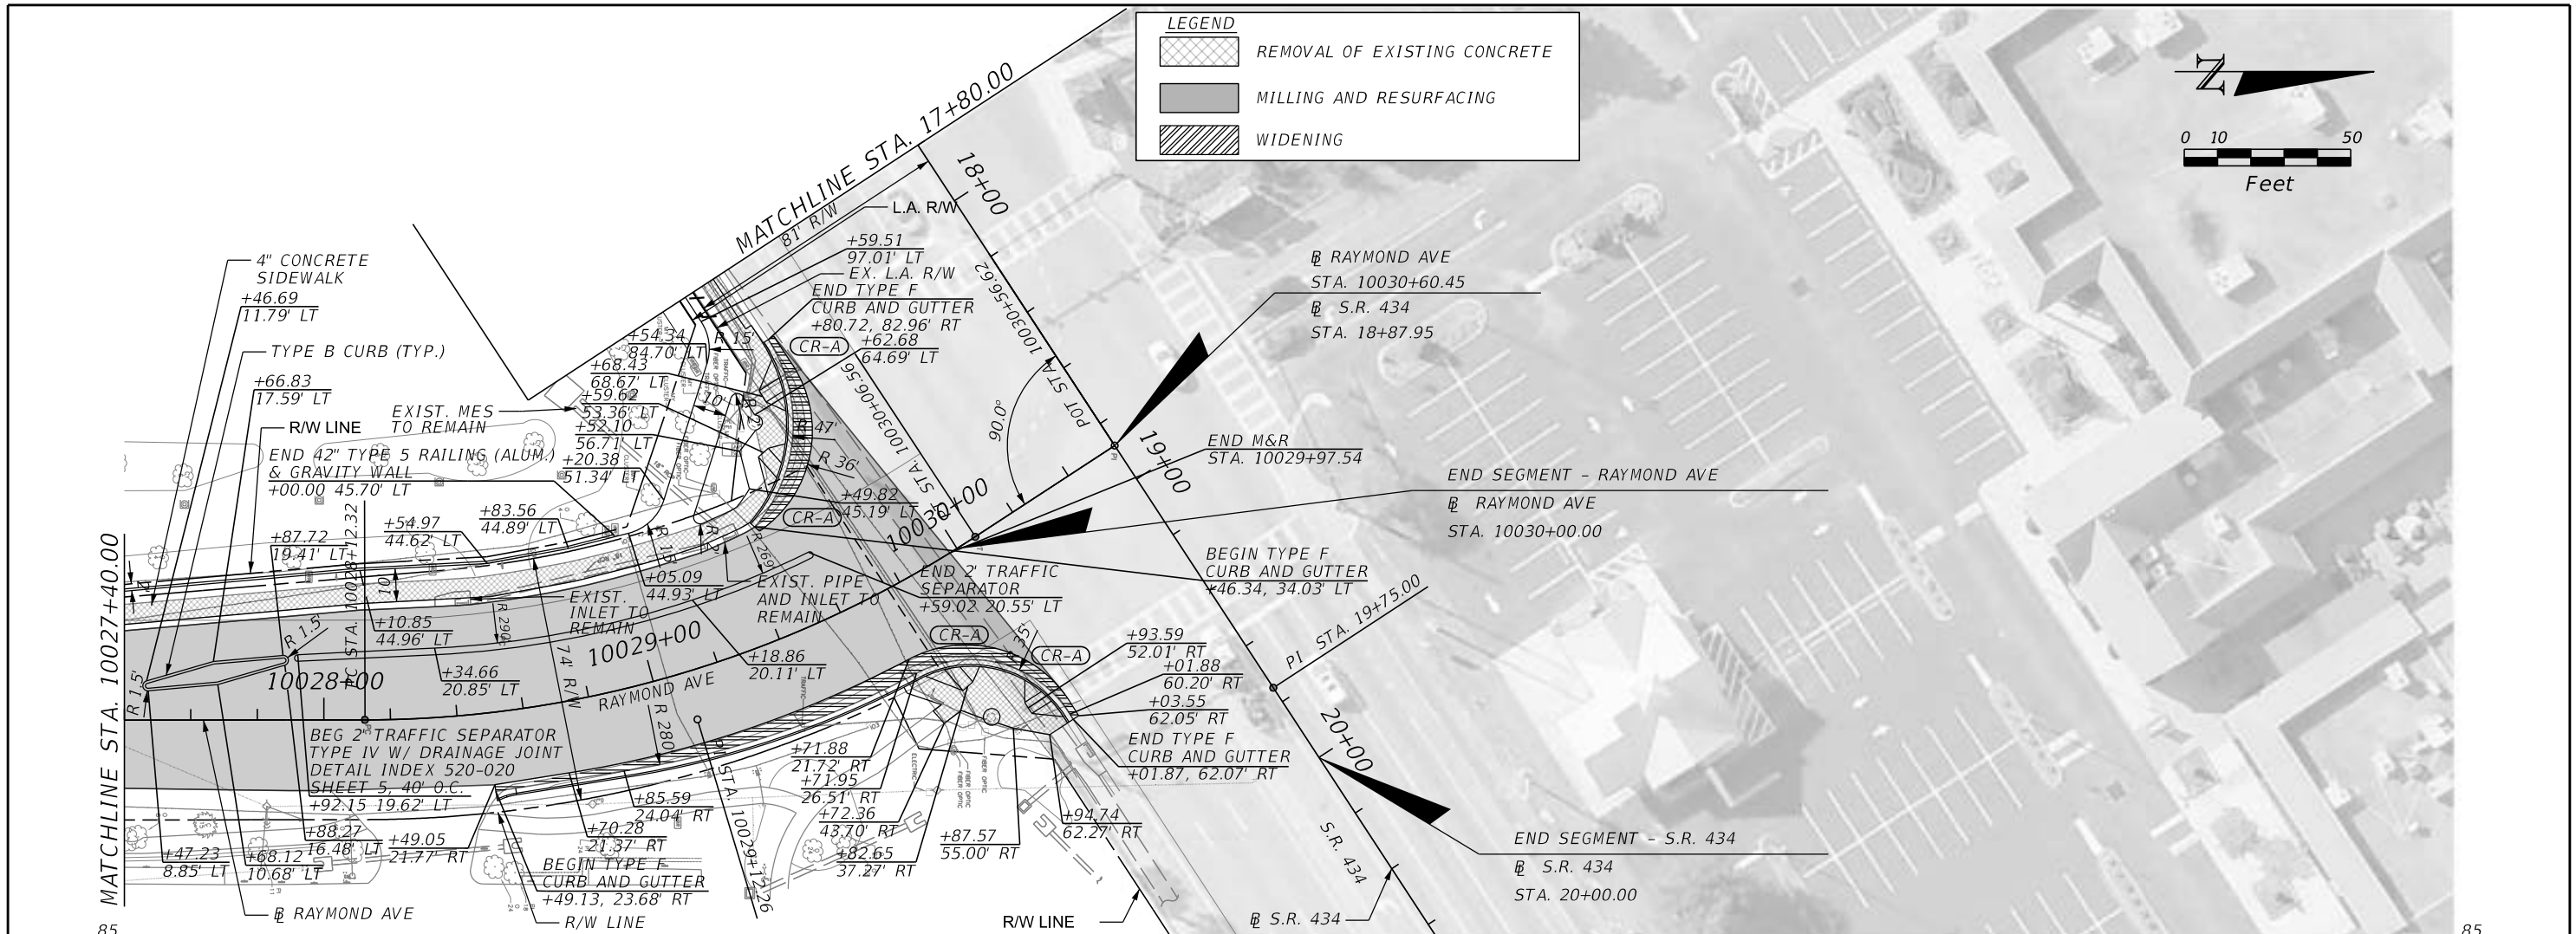 LEGEND
REMOVAL OF EXISTING CONCRETE
MILLING AND RESURFACING
WIDENING
N
0 10 50
Feet
MATCHLINE STA. 17+80.00
81' R/W
L.A. R/W
18+00
+59.51
97.01' LT
EX. L.A. R/W
END TYPE F
CURB AND GUTTER
+80.72, 82.96' RT
+62.68
64.69' LT
CR-A
R 15'
+54.34
84.70' LT
+68.43
68.67' LT
+59.62
53.36' LT
+52.10
56.71' LT
+20.38
51.34' LT
10'
R 47'
R 36'
4" CONCRETE
SIDEWALK
+46.69
11.79' LT
TYPE B CURB (TYP.)
+66.83
17.59' LT
EXIST. MES
TO REMAIN
R/W LINE
END 42" TYPE 5 RAILING (ALUM.)
& GRAVITY WALL
+00.00 45.70' LT
+83.56
44.89' LT
+54.97
44.62' LT
+87.72
19.41' LT
PC STA. 10028+12.32
MATCHLINE STA. 10027+40.00
10'
+49.82
45.19' LT
CR-A
10030+00
POT STA. 10030+56.62
STA. 10030+06.56
90.0°
℄ RAYMOND AVE
STA. 10030+60.45
℄ S.R. 434
STA. 18+87.95
19+00
END M&R
STA. 10029+97.54
END SEGMENT - RAYMOND AVE
℄ RAYMOND AVE
STA. 10030+00.00
BEGIN TYPE F
CURB AND GUTTER
+46.34, 34.03' LT
PI STA. 19+75.00
END 2' TRAFFIC
SEPARATOR
+59.02 20.55' LT
EXIST. PIPE
AND INLET TO
REMAIN
R 269'
+05.09
44.93' LT
EXIST.
INLET TO
REMAIN
R 290'
+10.85
44.96' LT
R 1.5'
R 1.5'
10028+00
+34.66
20.85' LT
74' R/W
10029+00
RAYMOND AVE
+18.86
20.11' LT
R 280'
CR-A
35'
CR-A
+93.59
52.01' RT
+01.88
60.20' RT
+03.55
62.05' RT
END TYPE F
CURB AND GUTTER
+01.87, 62.07' RT
20+00
BEG 2' TRAFFIC SEPARATOR
TYPE IV W/ DRAINAGE JOINT
DETAIL INDEX 520-020
SHEET 5, 40' O.C.
+92.15 19.62' LT
+88.27
16.48' LT
+49.05
21.77' RT
+47.23
8.85' LT
+68.12
10.68' LT
+85.59
24.04' RT
+70.28
21.37' RT
BEGIN TYPE F
CURB AND GUTTER
+49.13, 23.68' RT
PI STA. 10029+12.26
+71.88
21.72' RT
+71.95
26.51' RT
+72.36
43.70' RT
+82.65
37.27' RT
+87.57
55.00' RT
+94.74
62.27' RT
ELECTRIC
FIBER OPTIC
FIBER OPTIC
FIBER OPTIC
S.R. 434
END SEGMENT - S.R. 434
℄ S.R. 434
STA. 20+00.00
℄ RAYMOND AVE
R/W LINE
R/W LINE
℄ S.R. 434
85
85